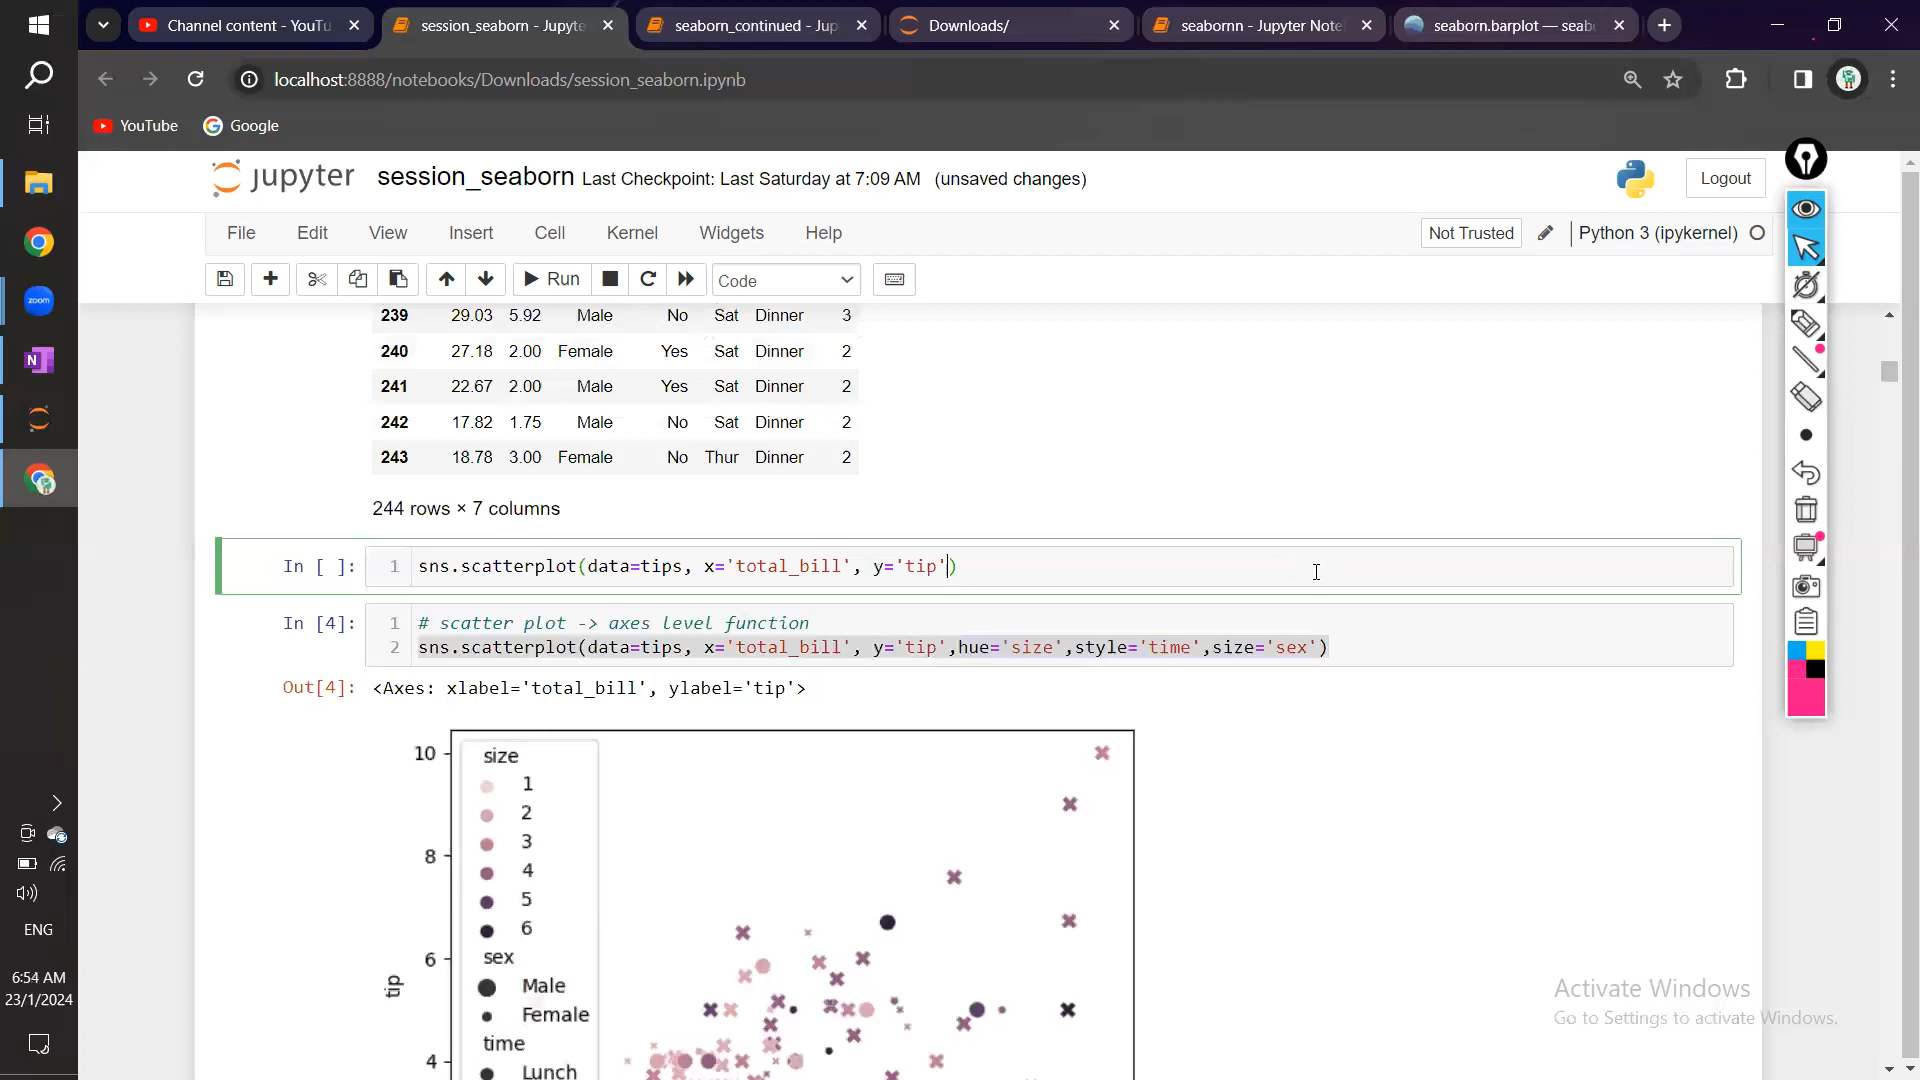 Channel content - YouTu
session_seaborn - Jupyte
seaborn_continued - Jup
Downloads/
seabornn - Jupyter Note
seaborn.barplot — seab
localhost:8888/notebooks/Downloads/session_seaborn.ipynb
YouTube
Google
jupyter
session_seaborn Last Checkpoint: Last Saturday at 7:09 AM (unsaved changes)
Logout
File Edit View Insert Cell Kernel Widgets Help
Not Trusted
Python 3 (ipykernel)
Run
Code
239 29.03 5.92 Male No Sat Dinner 3
240 27.18 2.00 Female Yes Sat Dinner 2
241 22.67 2.00 Male Yes Sat Dinner 2
242 17.82 1.75 Male No Sat Dinner 2
243 18.78 3.00 Female No Thur Dinner 2
244 rows × 7 columns
In [ ]: 1 sns.scatterplot(data=tips, x='total_bill', y='tip')
In [4]: 1 # scatter plot -> axes level function
2 sns.scatterplot(data=tips, x='total_bill', y='tip',hue='size',style='time',size='sex')
Out[4]: <Axes: xlabel='total_bill', ylabel='tip'>
10
8
6
4
tip
size
1
2
3
4
5
6
sex
Male
Female
time
Lunch
zoom
N
ENG
6:54 AM
23/1/2024
Activate Windows
Go to Settings to activate Windows.